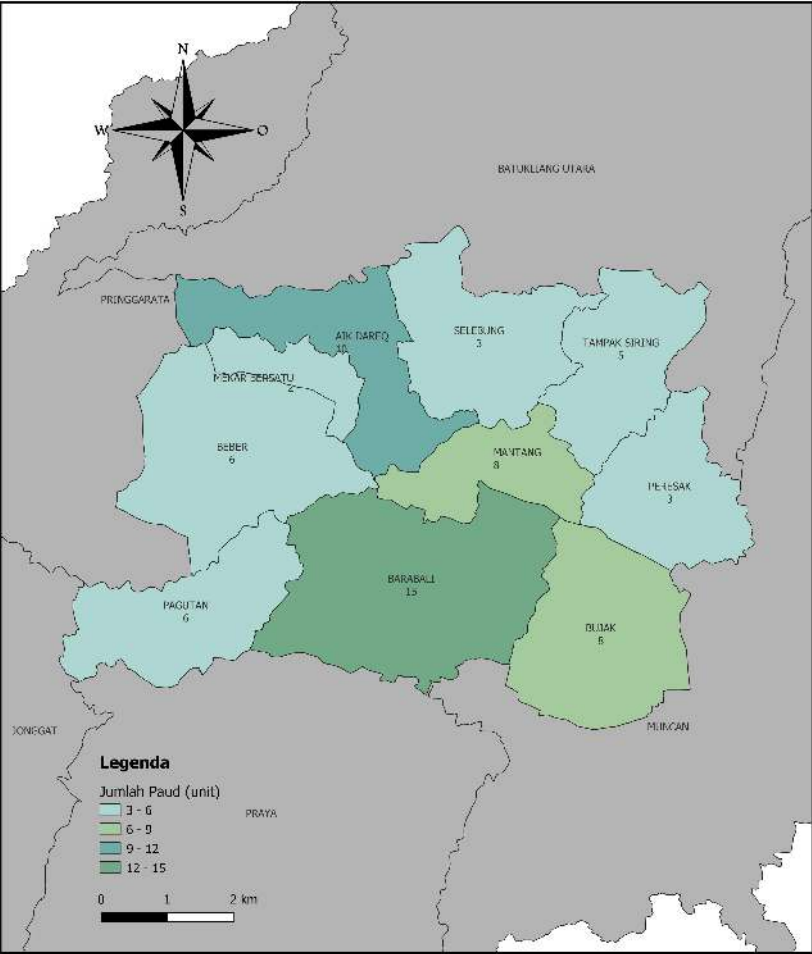 N
W
O
S
BATUKLIANG UTARA
PRINGGARATA
AIK DAREQ
10
SELEBUNG
3
TAMPAK SIRING
5
MEKAR BERSATU
2
BEBER
6
MANTANG
8
PERESAK
3
BARABALI
15
PAGUTAN
6
BUJAK
8
JONGGAT
MUNCAN
PRAYA
Legenda
Jumlah Paud (unit)
3 - 6
6 - 9
9 - 12
12 - 15
0 1 2 km